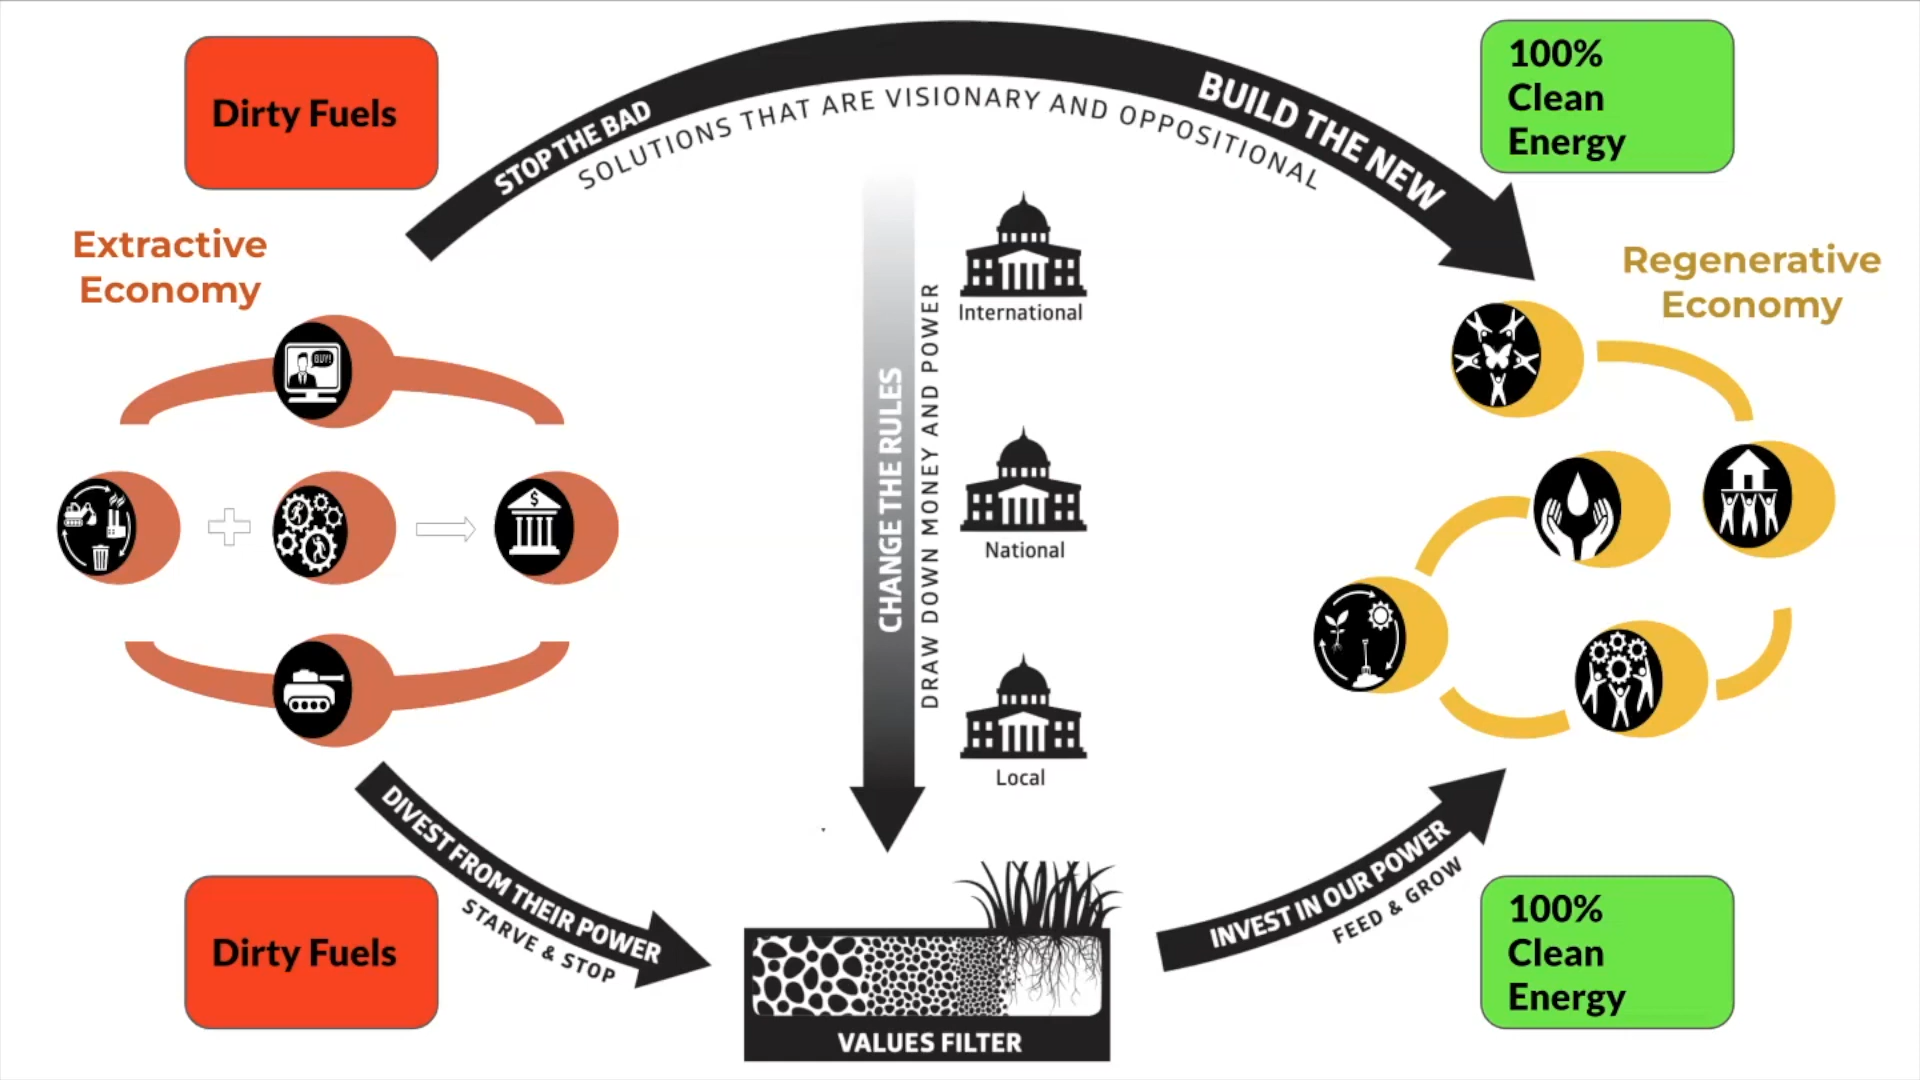 Dirty Fuels
STOP THE BAD
BUILD THE NEW
SOLUTIONS THAT ARE VISIONARY AND OPPOSITIONAL
100%
Clean
Energy
Extractive
Economy
BUY!
$
CHANGE THE RULES
DRAW DOWN MONEY AND POWER
International
National
Local
Regenerative
Economy
DIVEST FROM THEIR POWER
STARVE & STOP
Dirty Fuels
VALUES FILTER
INVEST IN OUR POWER
FEED & GROW
100%
Clean
Energy